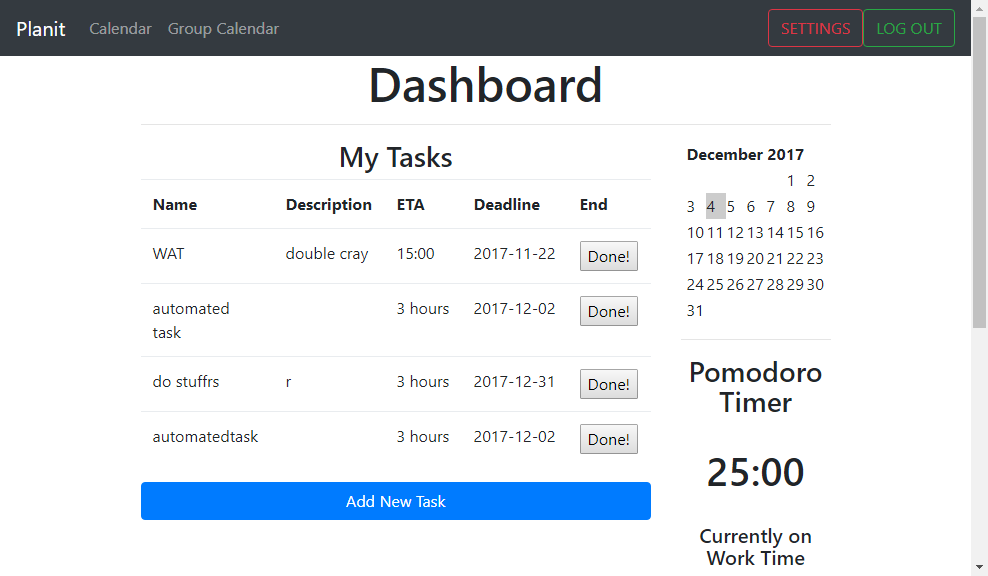 Planit Calendar Group Calendar SETTINGS LOG OUT
Dashboard
My Tasks
Name Description ETA Deadline End
WAT double cray 15:00 2017-11-22 Done!
automated
task 3 hours 2017-12-02 Done!
do stuffrs r 3 hours 2017-12-31 Done!
automatedtask 3 hours 2017-12-02 Done!
Add New Task
December 2017
1 2
3 4 5 6 7 8 9
10 11 12 13 14 15 16
17 18 19 20 21 22 23
24 25 26 27 28 29 30
31
Pomodoro
Timer
25:00
Currently on
Work Time